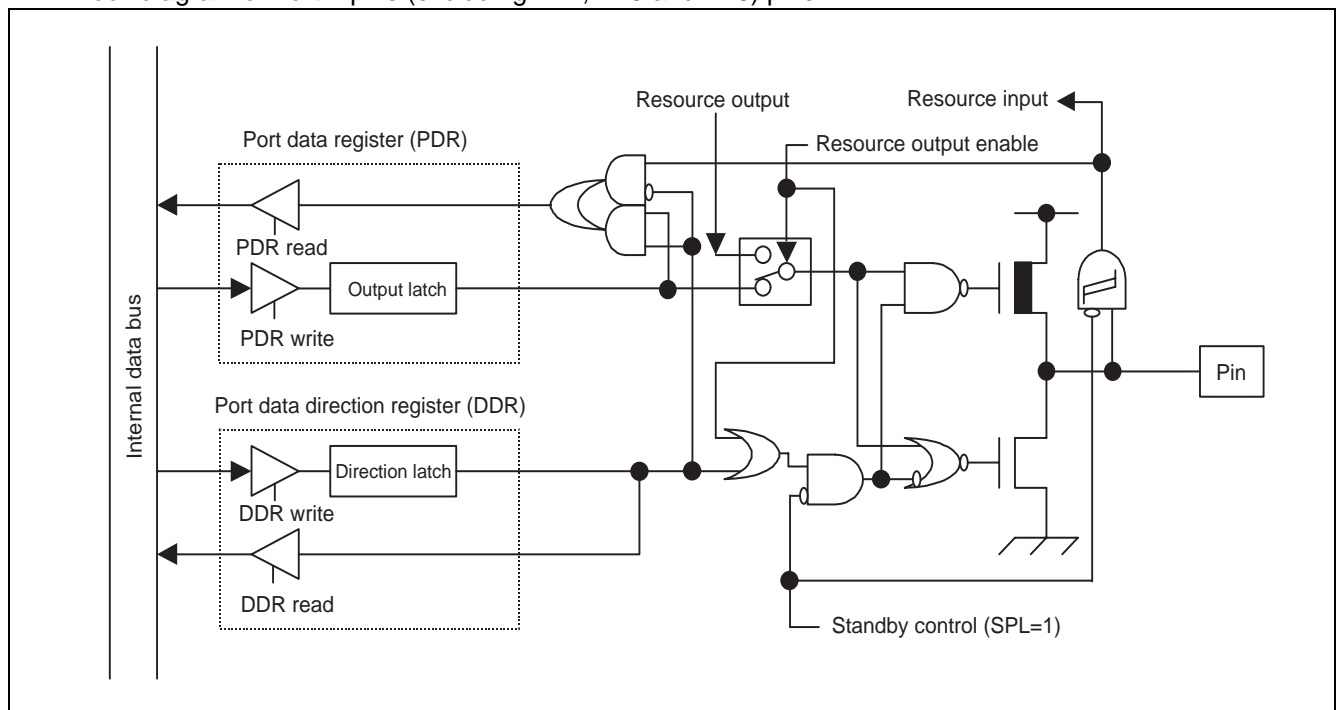 Resource output
Resource input
Port data register (PDR)
Resource output enable
PDR read
Output latch
PDR write
Internal data bus
Pin
Port data direction register (DDR)
Direction latch
DDR write
DDR read
Standby control (SPL=1)